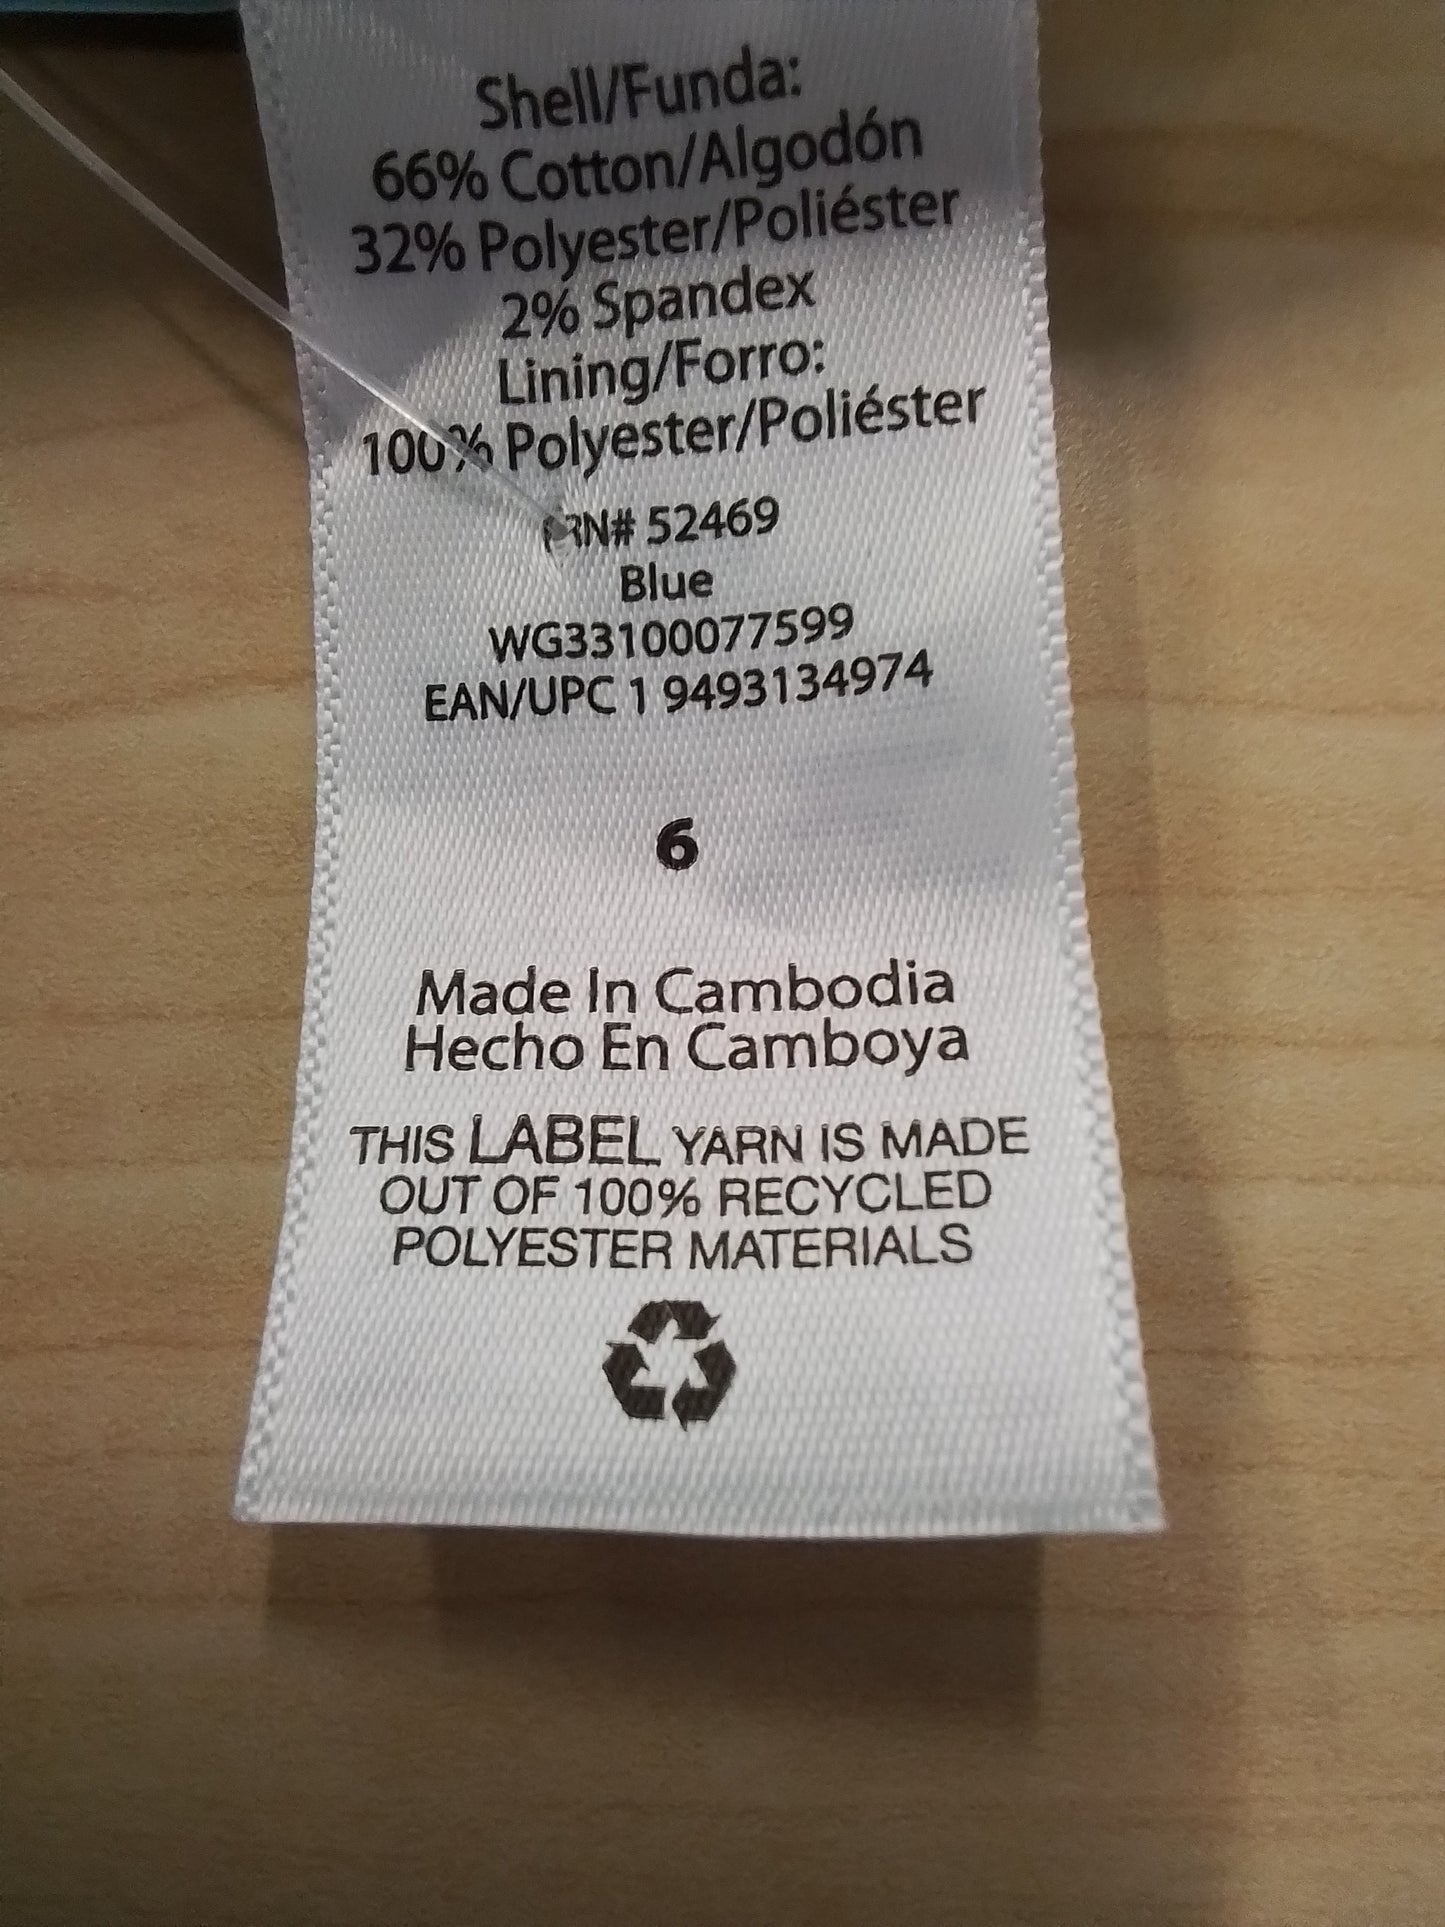 Shell/Funda:
66% Cotton/Algodón
32% Polyester/Poliéster
2% Spandex
Lining/Forro:
100% Polyester/Poliéster
RN# 52469
Blue
WG33100077599
EAN/UPC 1 9493134974
6
Made In Cambodia
Hecho En Camboya
THIS LABEL YARN IS MADE
OUT OF 100% RECYCLED
POLYESTER MATERIALS